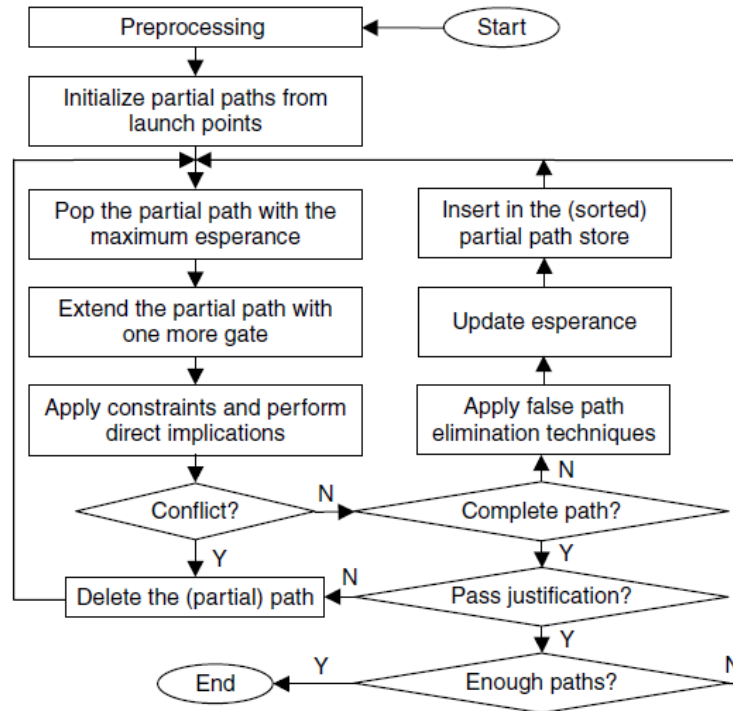 Preprocessing
Start
Initialize partial paths from
launch points
Pop the partial path with the
maximum esperance
Insert in the (sorted)
partial path store
Extend the partial path with
one more gate
Update esperance
Apply constraints and perform
direct implications
Apply false path
elimination techniques
N
Conflict?
N
Complete path?
Y
Y
Delete the (partial) path
N
Pass justification?
Y
End
Y
Enough paths?
N